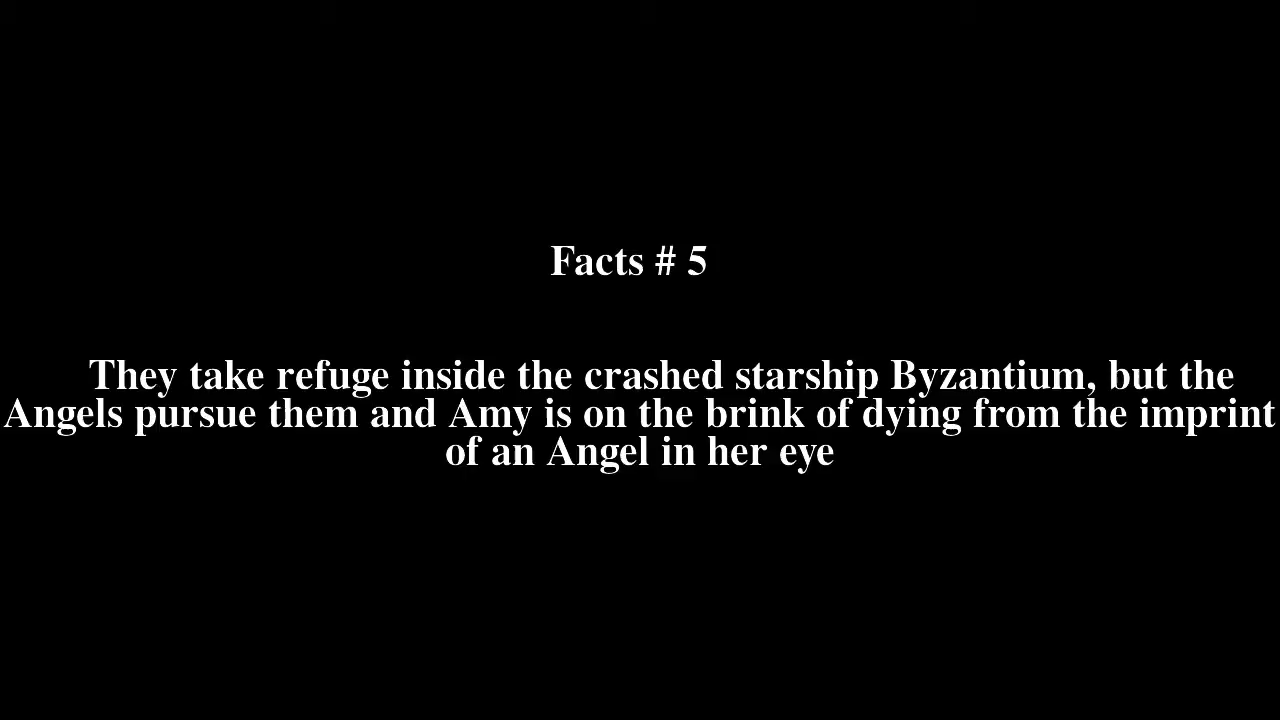 Facts # 5
They take refuge inside the crashed starship Byzantium, but the
Angels pursue them and Amy is on the brink of dying from the imprint
of an Angel in her eye